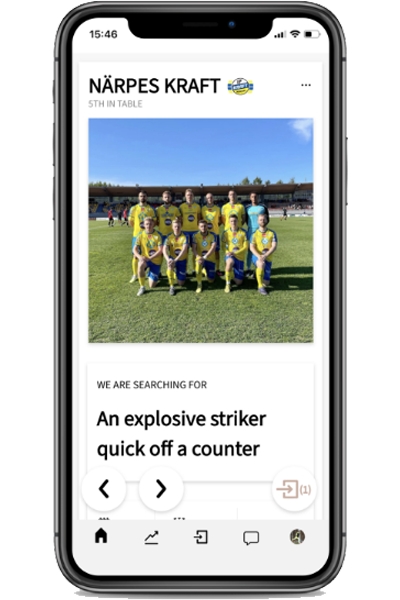 15:46
NÄRPES KRAFT
5TH IN TABLE
WE ARE SEARCHING FOR
An explosive striker
quick off a counter
(1)